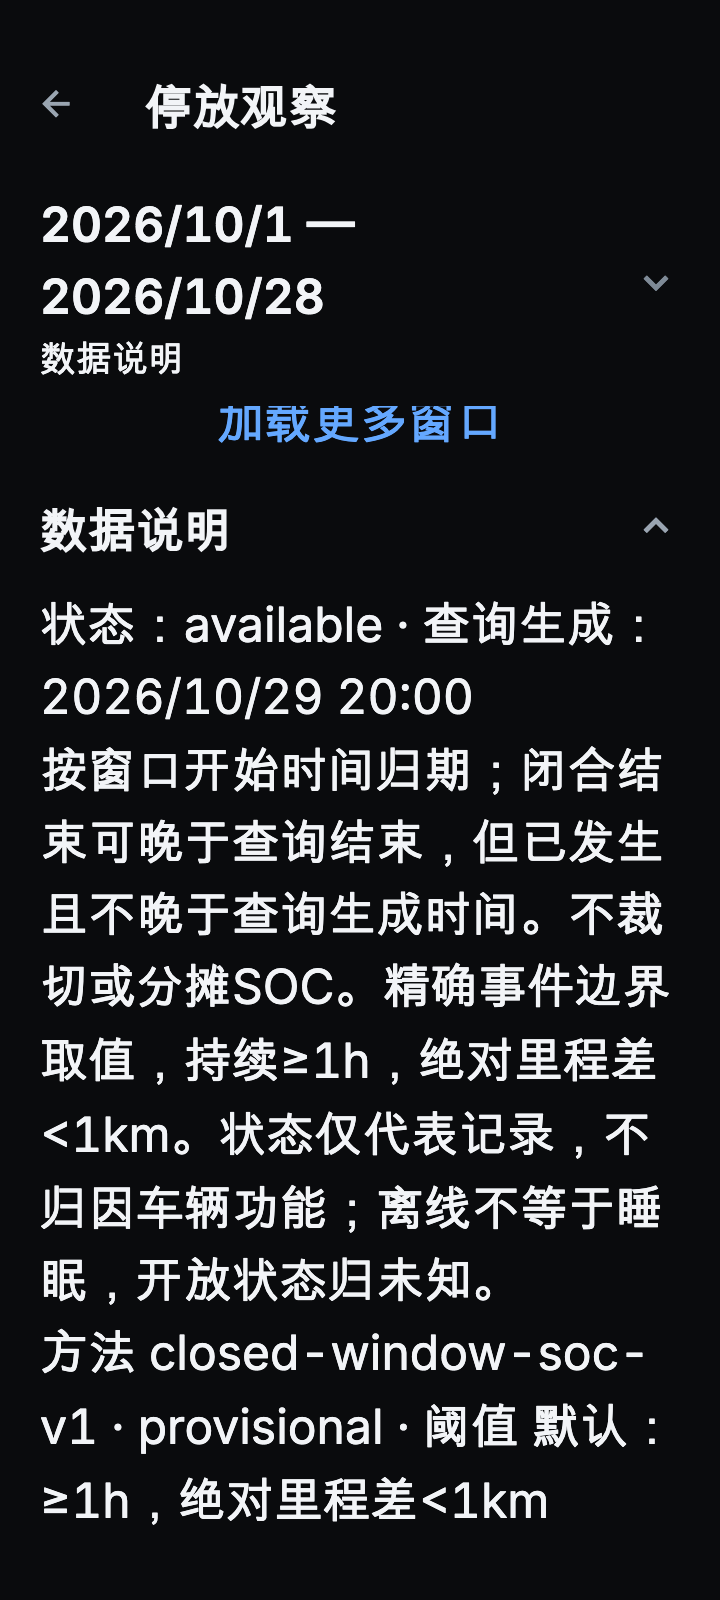 停放观察
2026/10/1 —
2026/10/28
数据说明
加载更多窗口
数据说明
状态：available · 查询生成：
2026/10/29 20:00
按窗口开始时间归期；闭合结
束可晚于查询结束，但已发生
且不晚于查询生成时间。不裁
切或分摊SOC。精确事件边界
取值，持续≥1h，绝对里程差
<1km。状态仅代表记录，不
归因车辆功能；离线不等于睡
眠，开放状态归未知。
方法 closed-window-soc-
v1 · provisional · 阈值 默认：
≥1h，绝对里程差<1km